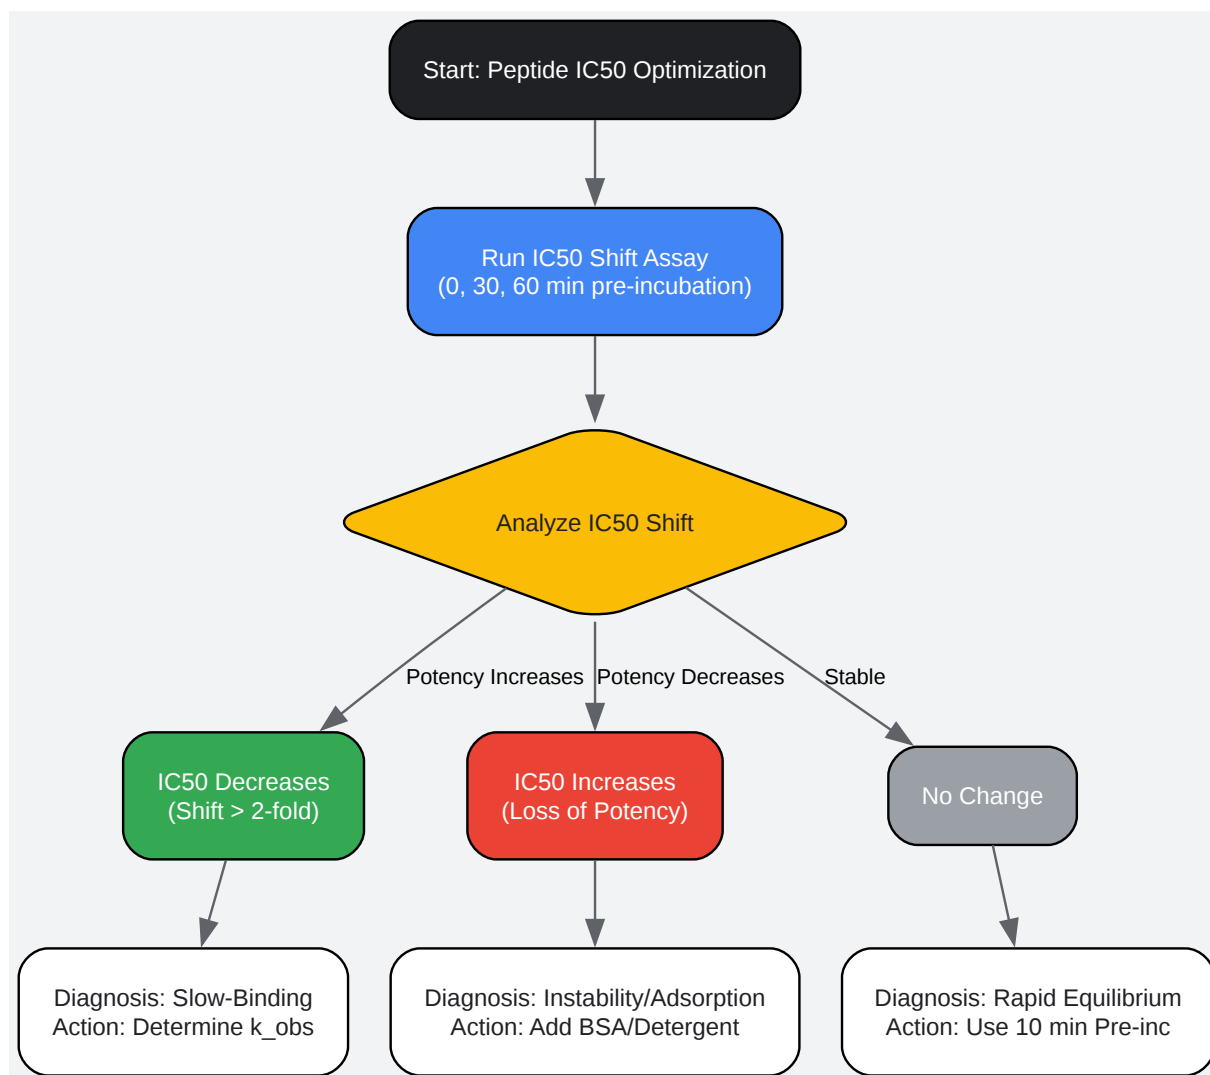 Start: Peptide IC50 Optimization
Run IC50 Shift Assay
(0, 30, 60 min pre-incubation)
Analyze IC50 Shift
Potency Increases
Potency Decreases
Stable
IC50 Decreases
(Shift > 2-fold)
IC50 Increases
(Loss of Potency)
No Change
Diagnosis: Slow-Binding
Action: Determine k_obs
Diagnosis: Instability/Adsorption
Action: Add BSA/Detergent
Diagnosis: Rapid Equilibrium
Action: Use 10 min Pre-inc